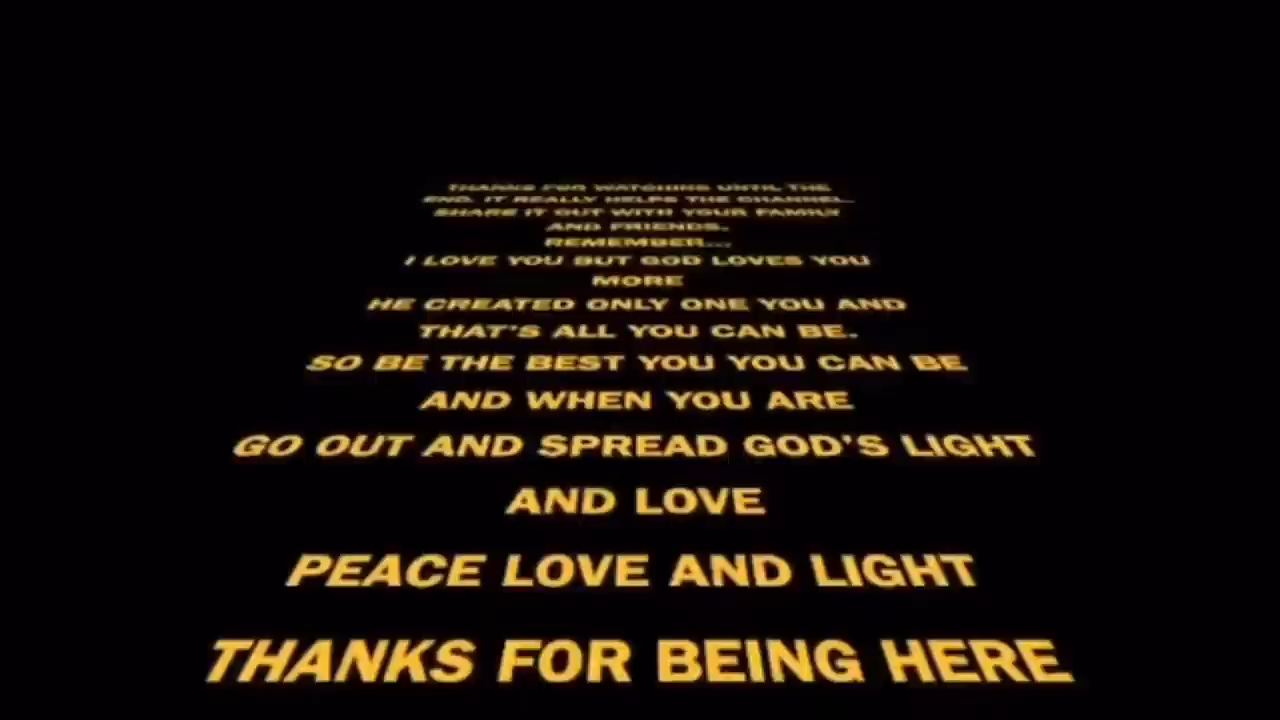 THANKS FOR WATCHING UNTIL THE
END. IT REALLY HELPS THE CHANNEL.
SHARE IT OUT WITH YOUR FAMILY
AND FRIENDS.
REMEMBER...
I LOVE YOU BUT GOD LOVES YOU
MORE
HE CREATED ONLY ONE YOU AND
THAT'S ALL YOU CAN BE.
SO BE THE BEST YOU YOU CAN BE
AND WHEN YOU ARE
GO OUT AND SPREAD GOD'S LIGHT
AND LOVE
PEACE LOVE AND LIGHT
THANKS FOR BEING HERE